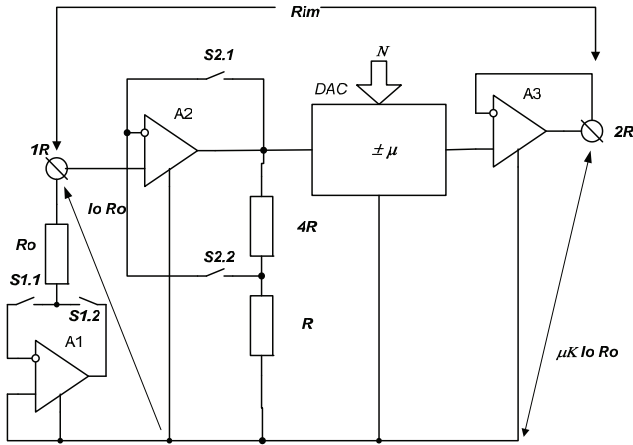 Rim
S2.1
N
DAC
A2
A3
1R
± μ
2R
Io Ro
4R
Ro
S2.2
S1.1
S1.2
R
A1
μK Io Ro